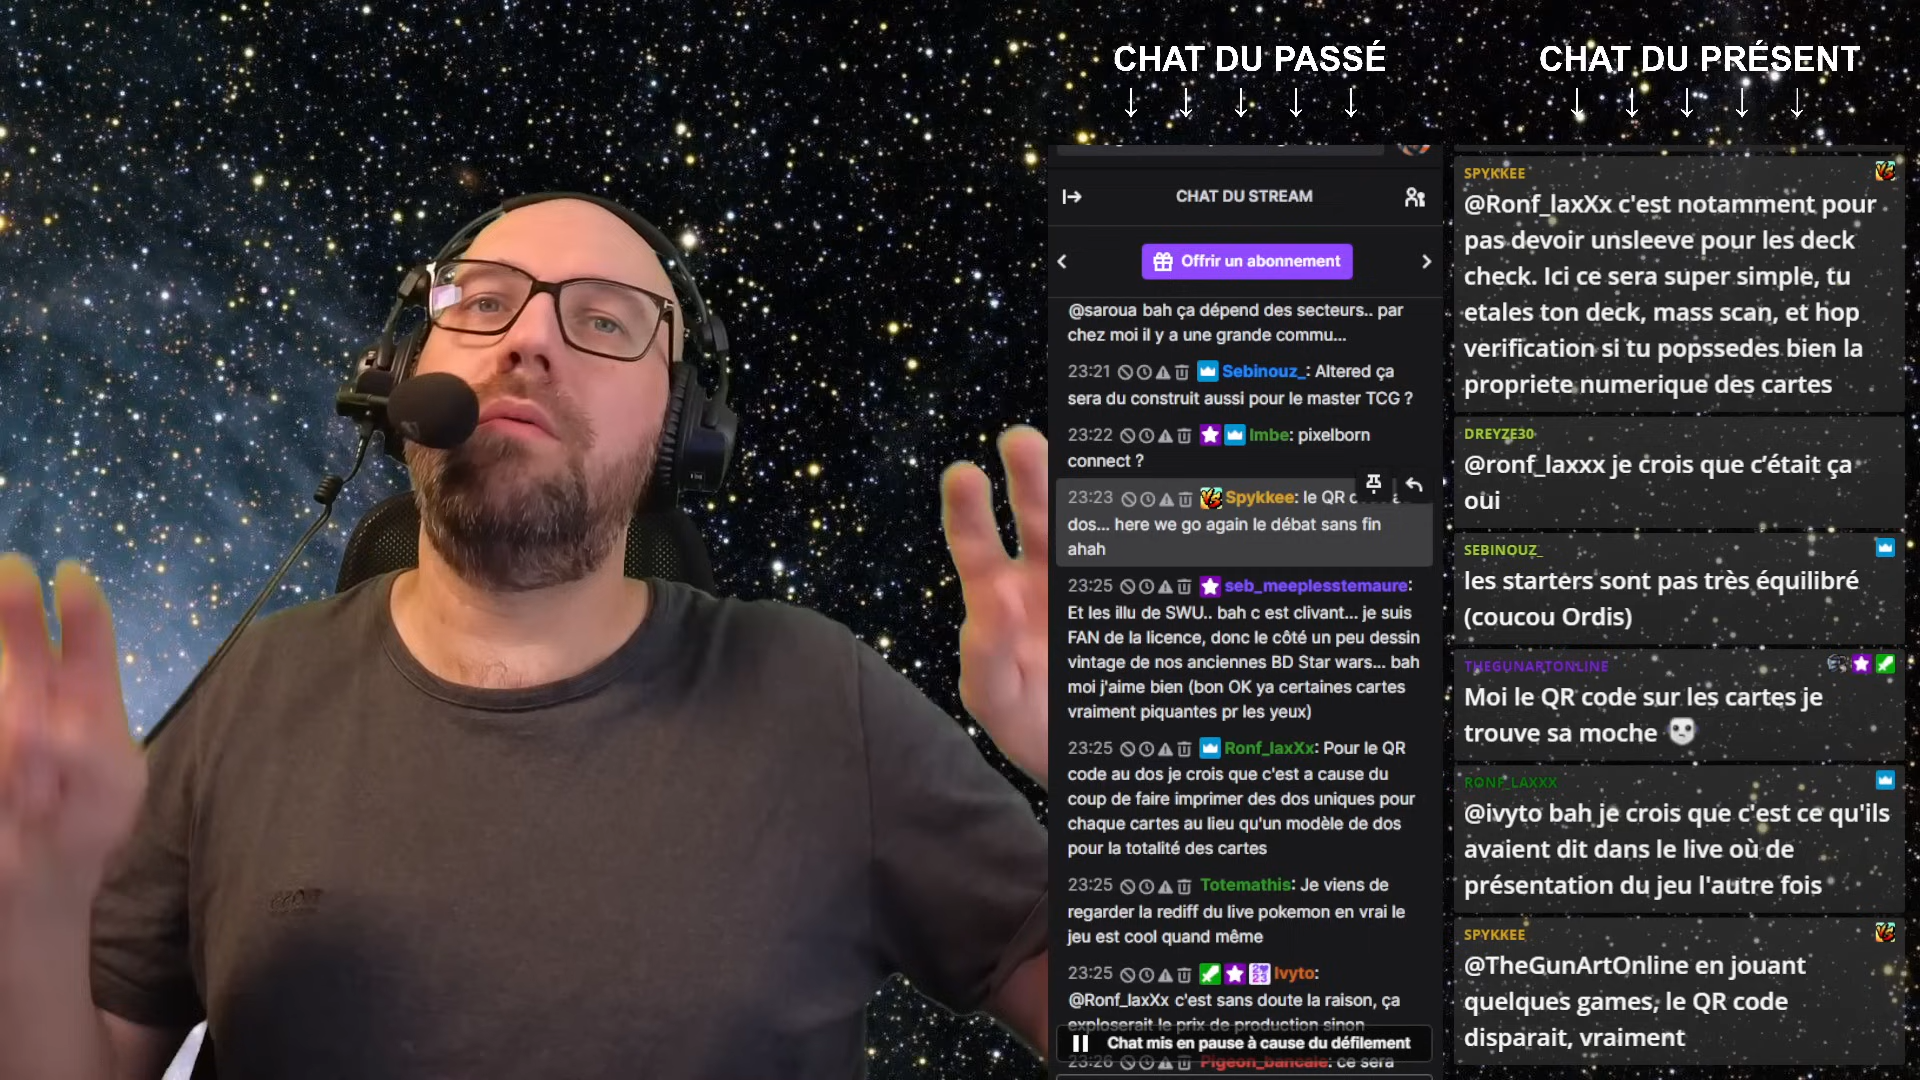 CHAT DU PASSÉ
↓ ↓ ↓ ↓ ↓
CHAT DU STREAM
Offrir un abonnement
@saroua bah ça dépend des secteurs.. par
chez moi il y a une grande commu...
23:21 Sebinouz_: Altered ça
sera du construit aussi pour le master TCG ?
23:22 Imbe: pixelborn
connect ?
23:23 Spykkee: le QR
dos... here we go again le débat sans fin
ahah
23:25 seb_meeplesstemaure:
Et les illu de SWU.. bah c est clivant... je suis
FAN de la licence, donc le côté un peu dessin
vintage de nos anciennes BD Star wars... bah
moi j'aime bien (bon OK ya certaines cartes
vraiment piquantes pr les yeux)
23:25 Ronf_laxXx: Pour le QR
code au dos je crois que c'est a cause du
coup de faire imprimer des dos uniques pour
chaque cartes au lieu qu'un modèle de dos
pour la totalité des cartes
23:25 Totemathis: Je viens de
regarder la rediff du live pokemon en vrai le
jeu est cool quand même
23:25 Ivyto:
@Ronf_laxXx c'est sans doute la raison, ça
exploserait le prix de production sinon
Chat mis en pause à cause du défilement
23:26 Pigeon_bancale: ce sera
CHAT DU PRÉSENT
↓ ↓ ↓ ↓ ↓
SPYKKEE
@Ronf_laxXx c'est notamment pour
pas devoir unsleeve pour les deck
check. Ici ce sera super simple, tu
etales ton deck, mass scan, et hop
verification si tu popssedes bien la
propriete numerique des cartes
DREYZE30
@ronf_laxxx je crois que c’était ça
oui
SEBINOUZ_
les starters sont pas très équilibré
(coucou Ordis)
THEGUNARTONLINE
Moi le QR code sur les cartes je
trouve sa moche
RONF_LAXXX
@ivyto bah je crois que c'est ce qu'ils
avaient dit dans le live où de
présentation du jeu l'autre fois
SPYKKEE
@TheGunArtOnline en jouant
quelques games, le QR code
disparait, vraiment